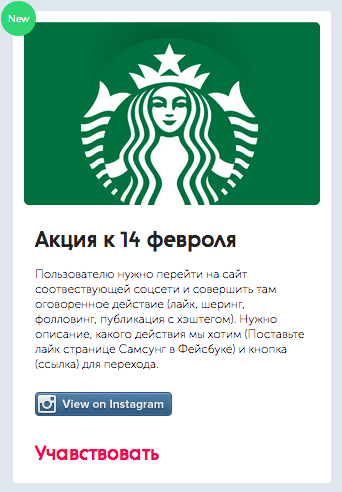 New
Акция к 14 февроля
Пользователю нужно перейти на сайт
соотвествующей соцсети и совершить там
оговоренное действие (лайк, шеринг,
фолловинг, публикация с хэштегом). Нужно
описание, какого действия мы хотим (Поставьте
лайк странице Самсунг в Фейсбуке) и кнопка
(ссылка) для перехода.
View on Instagram
Учавствовать